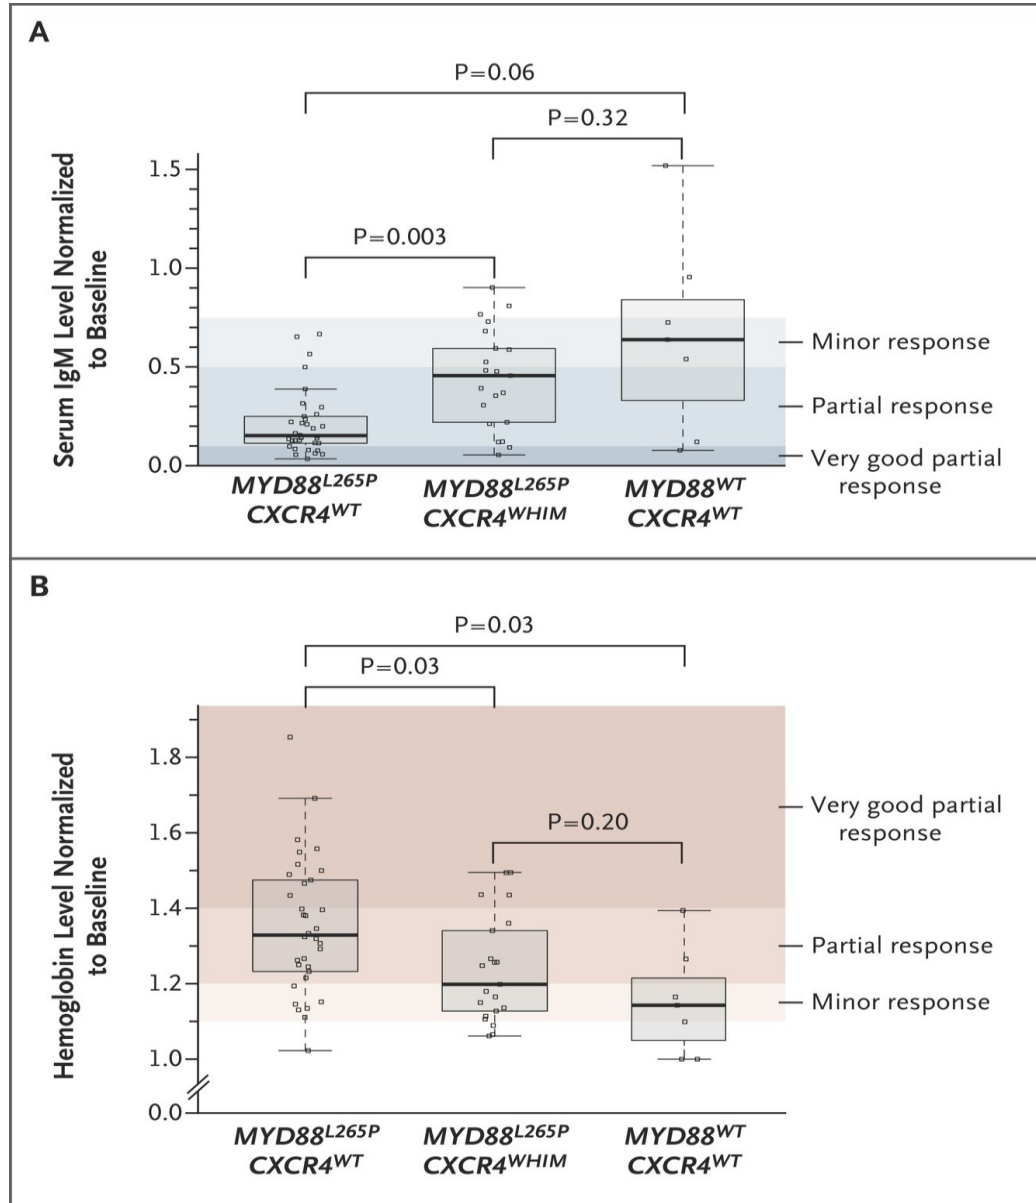 A
P=0.06
P=0.32
P=0.003
Serum IgM Level Normalized
to Baseline
1.5
1.0
0.5
0.0
Minor response
Partial response
Very good partial
response
MYD88L265P
CXCR4WT
MYD88L265P
CXCR4WHIM
MYD88WT
CXCR4WT
B
P=0.03
P=0.03
P=0.20
Hemoglobin Level Normalized
to Baseline
1.8
1.6
1.4
1.2
1.0
0.0
Very good partial
response
Partial response
Minor response
MYD88L265P
CXCR4WT
MYD88L265P
CXCR4WHIM
MYD88WT
CXCR4WT